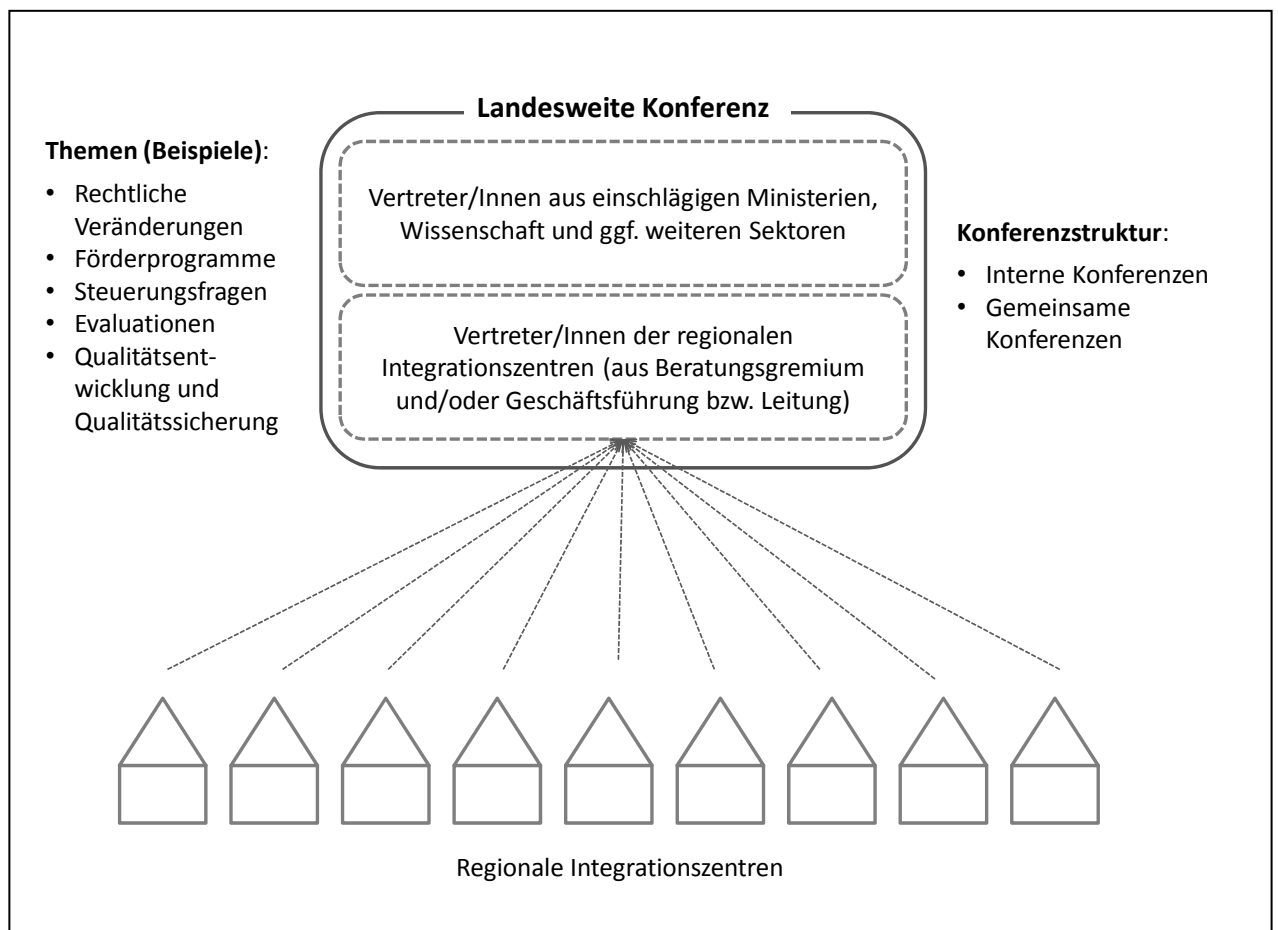 Landesweite Konferenz
Themen (Beispiele):
• Rechtliche
Veränderungen
• Förderprogramme
• Steuerungsfragen
• Evaluationen
• Qualitätsent-
wicklung und
Qualitätssicherung
Vertreter/Innen aus einschlägigen Ministerien,
Wissenschaft und ggf. weiteren Sektoren
Vertreter/Innen der regionalen
Integrationszentren (aus Beratungsgremium
und/oder Geschäftsführung bzw. Leitung)
Konferenzstruktur:
• Interne Konferenzen
• Gemeinsame
Konferenzen
Regionale Integrationszentren